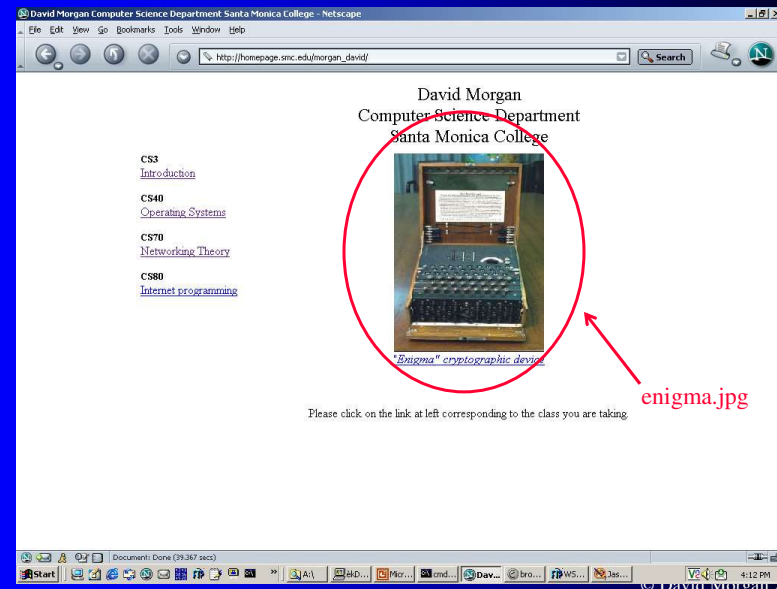 David Morgan Computer Science Department Santa Monica College - Netscape
File Edit View Go Bookmarks Tools Window Help
http://homepage.smc.edu/morgan_david/
Search
N
David Morgan
Computer Science Department
Santa Monica College
CS3
Introduction
CS40
Operating Systems
CS70
Networking Theory
CS80
Internet programming
"Enigma" cryptographic device
enigma.jpg
Please click on the link at left corresponding to the class you are taking.
Document: Done (39.367 secs)
Start » A:\ ékD... Micr... cmd... Dav... bro... WS... Jas... 4:12 PM
© David Morgan